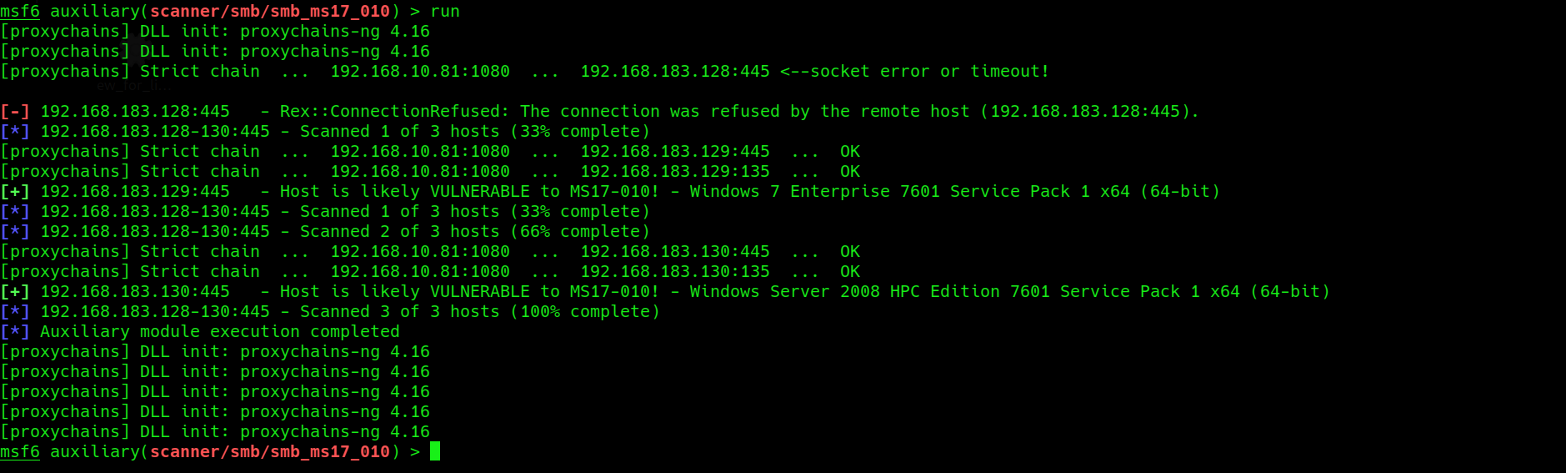 msf6 auxiliary(scanner/smb/smb_ms17_010) > run
[proxychains] DLL init: proxychains-ng 4.16
[proxychains] DLL init: proxychains-ng 4.16
[proxychains] Strict chain  ...  192.168.10.81:1080  ...  192.168.183.128:445 <--socket error or timeout!
[-] 192.168.183.128:445   - Rex::ConnectionRefused: The connection was refused by the remote host (192.168.183.128:445).
[*] 192.168.183.128-130:445 - Scanned 1 of 3 hosts (33% complete)
[proxychains] Strict chain  ...  192.168.10.81:1080  ...  192.168.183.129:445  ...  OK
[proxychains] Strict chain  ...  192.168.10.81:1080  ...  192.168.183.129:135  ...  OK
[+] 192.168.183.129:445   - Host is likely VULNERABLE to MS17-010! - Windows 7 Enterprise 7601 Service Pack 1 x64 (64-bit)
[*] 192.168.183.128-130:445 - Scanned 1 of 3 hosts (33% complete)
[*] 192.168.183.128-130:445 - Scanned 2 of 3 hosts (66% complete)
[proxychains] Strict chain  ...  192.168.10.81:1080  ...  192.168.183.130:445  ...  OK
[proxychains] Strict chain  ...  192.168.10.81:1080  ...  192.168.183.130:135  ...  OK
[+] 192.168.183.130:445   - Host is likely VULNERABLE to MS17-010! - Windows Server 2008 HPC Edition 7601 Service Pack 1 x64 (64-bit)
[*] 192.168.183.128-130:445 - Scanned 3 of 3 hosts (100% complete)
[*] Auxiliary module execution completed
[proxychains] DLL init: proxychains-ng 4.16
[proxychains] DLL init: proxychains-ng 4.16
[proxychains] DLL init: proxychains-ng 4.16
[proxychains] DLL init: proxychains-ng 4.16
[proxychains] DLL init: proxychains-ng 4.16
msf6 auxiliary(scanner/smb/smb_ms17_010) >